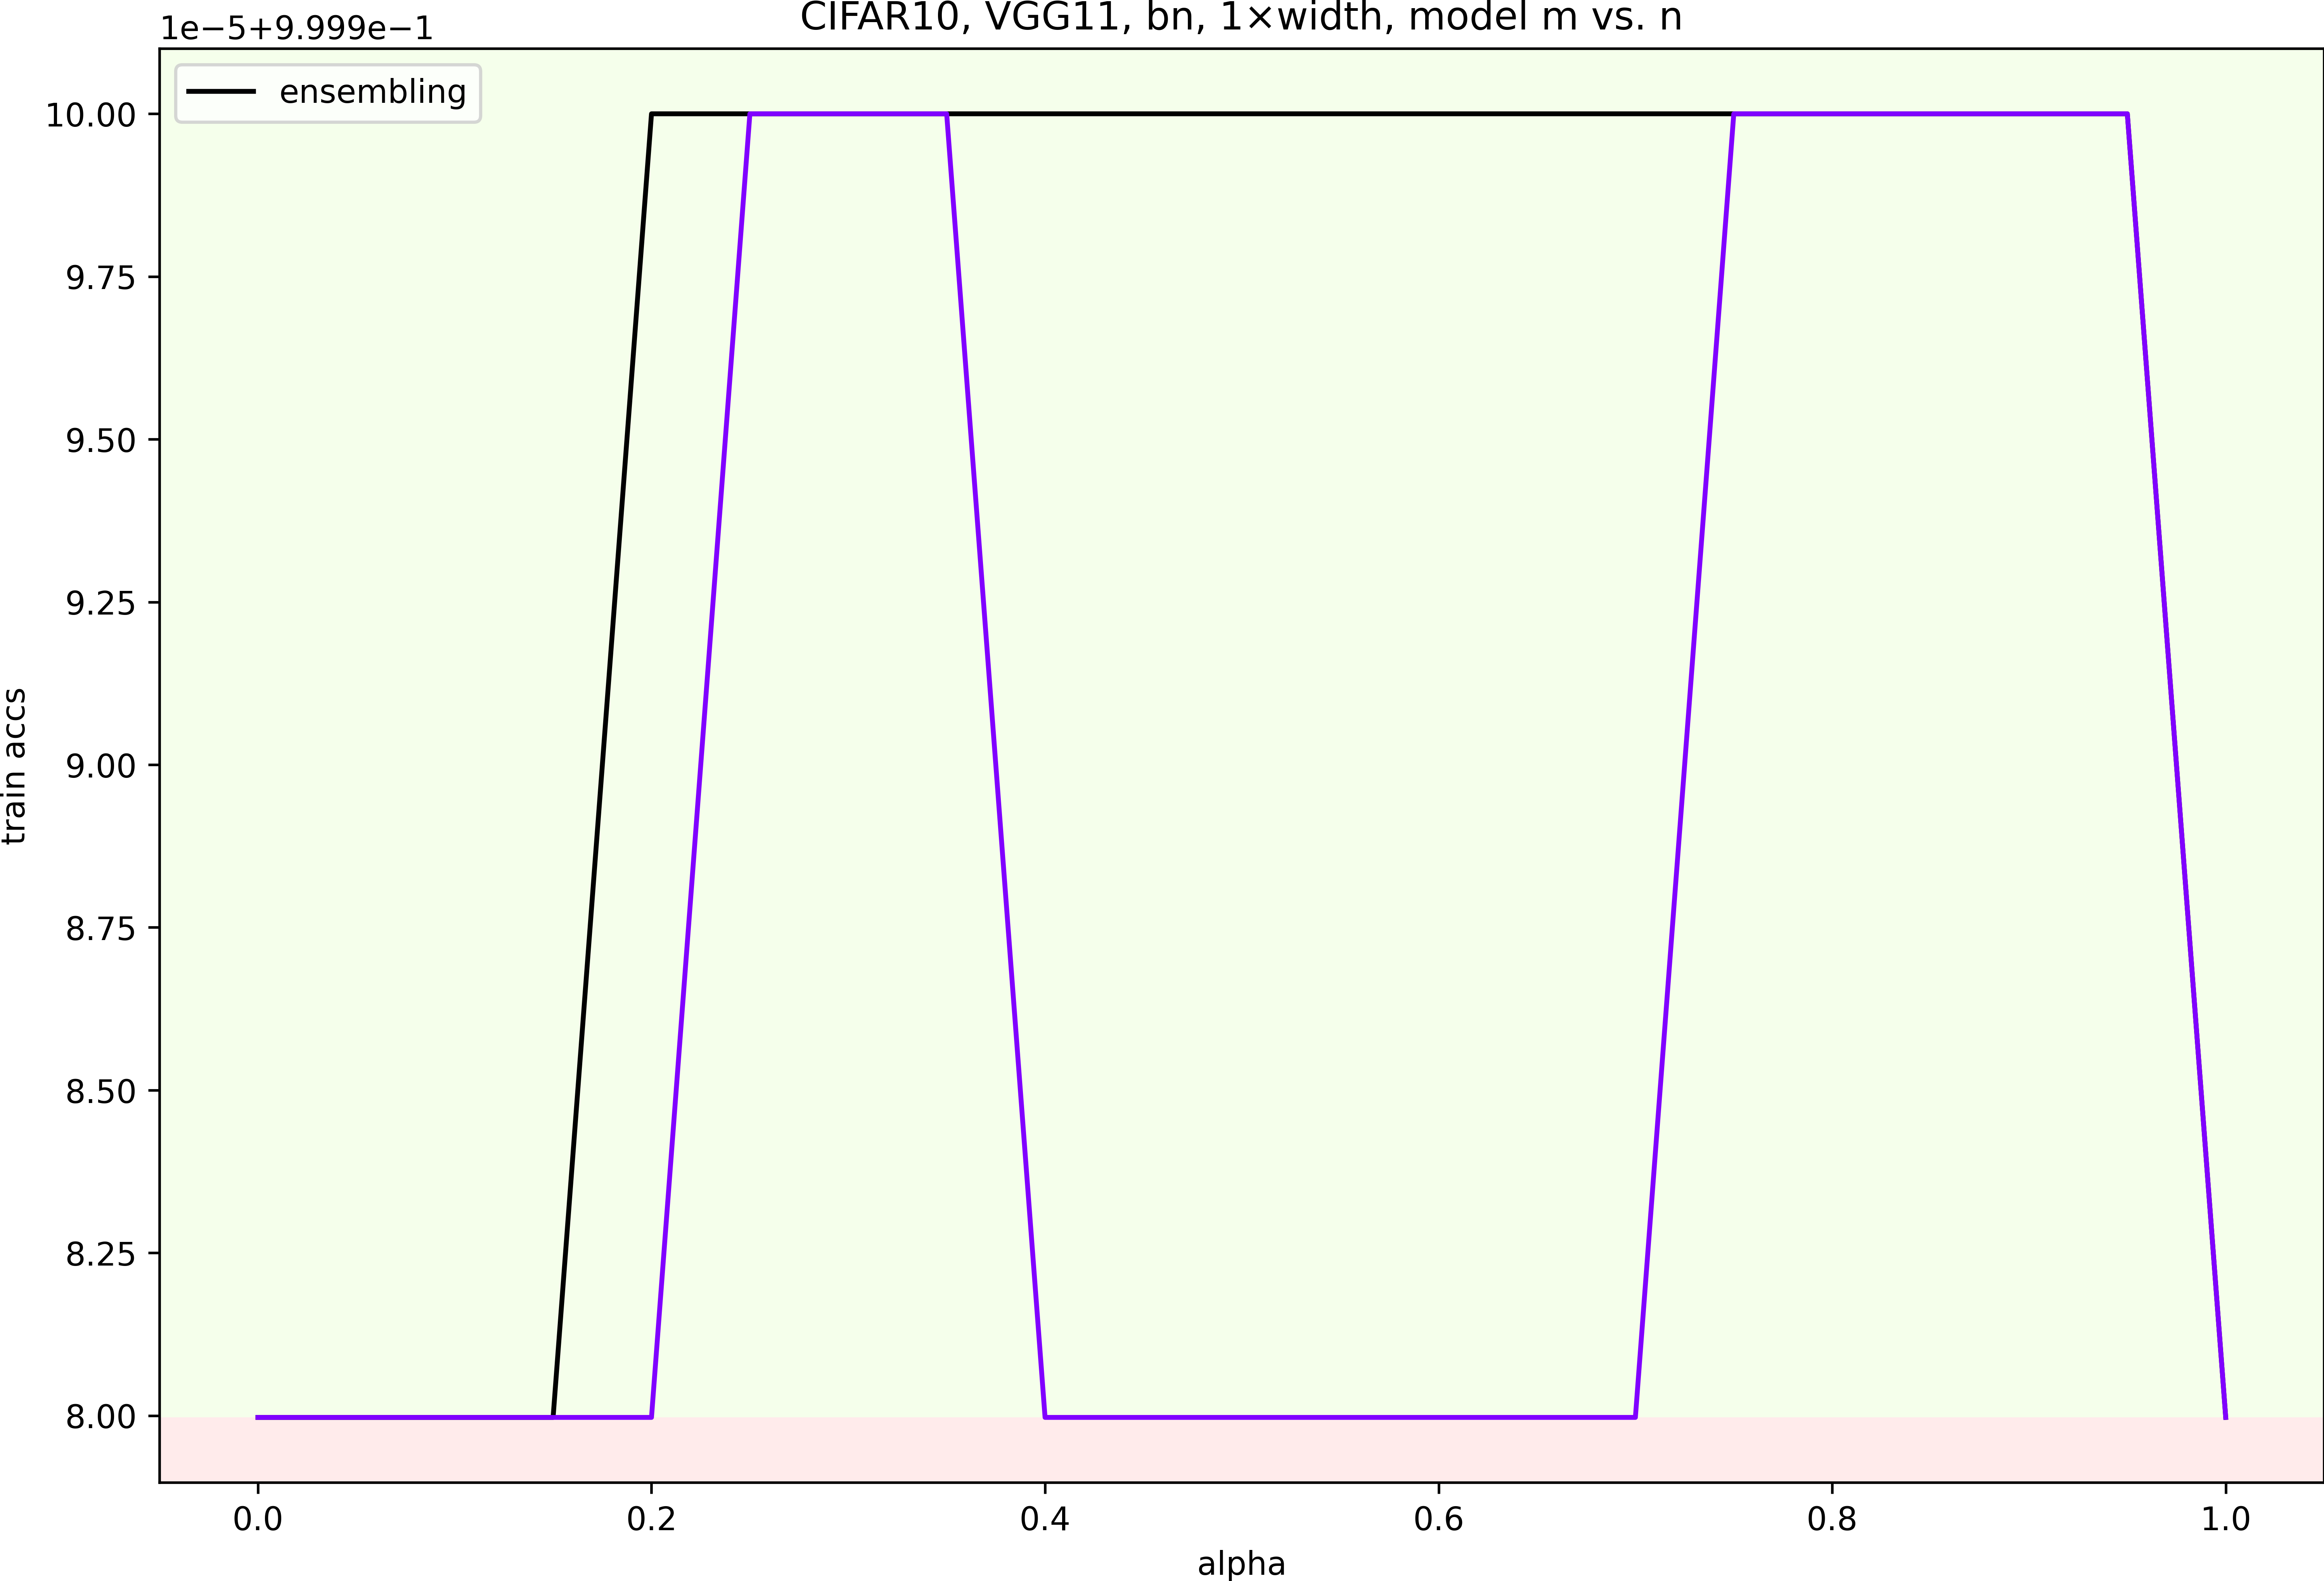 CIFAR10, VGG11, bn, 1×width, model m vs. n
1e−5+9.999e−1
ensembling
10.00
9.75
9.50
9.25
9.00
8.75
8.50
8.25
8.00
train accs
0.0 0.2 0.4 0.6 0.8 1.0
alpha